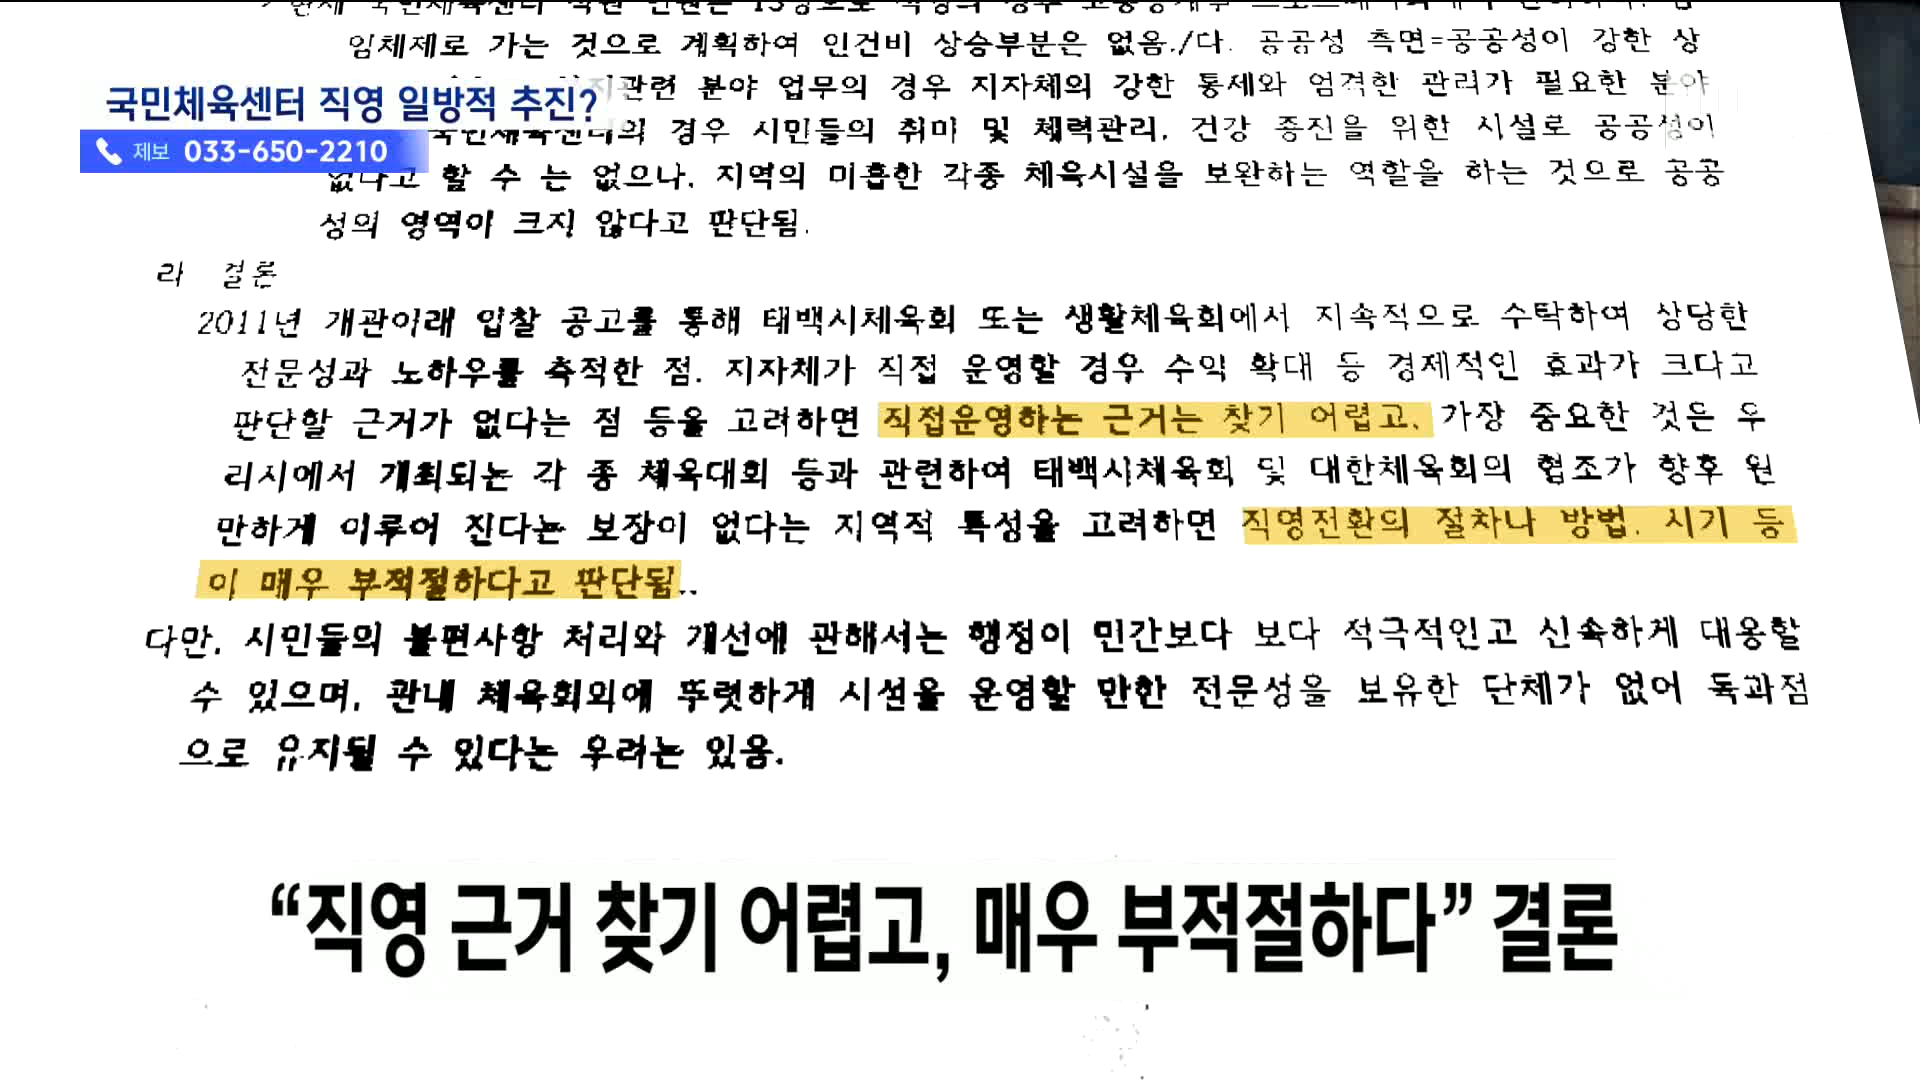 임체제로 가는 것으로 계획하여 인건비 상승부분은 없음./다. 공공성 측면=공공성이 강한 상
관련 분야 업무의 경우 지자체의 강한 통제와 엄격한 관리가 필요한 분야
국민체육센터 직영 일방적 추진?
국민체육센터의 경우 시민들의 취미 및 체력관리, 건강 증진을 위한 시설로 공공성이
제보 033-650-2210
없다고 할 수 는 없으나, 지역의 미흡한 각종 체육시설을 보완하는 역할을 하는 것으로 공공
성의 영역이 크지 않다고 판단됨.
라 결론
2011년 개관이래 입찰 공고를 통해 태백시체육회 또는 생활체육회에서 지속적으로 수탁하여 상당한
전문성과 노하우를 축적한 점, 지자체가 직접 운영할 경우 수익 확대 등 경제적인 효과가 크다고
판단할 근거가 없다는 점 등을 고려하면 직접운영하는 근거는 찾기 어렵고, 가장 중요한 것은 우
리시에서 개최되는 각 종 체육대회 등과 관련하여 태백시체육회 및 대한체육회의 협조가 향후 원
만하게 이루어 진다는 보장이 없다는 지역적 특성을 고려하면 직영전환의 절차나 방법, 시기 등
이 매우 부적절하다고 판단됨..
다만, 시민들의 불편사항 처리와 개선에 관해서는 행정이 민간보다 보다 적극적인고 신속하게 대응할
수 있으며, 관내 체육회외에 뚜렷하게 시설을 운영할 만한 전문성을 보유한 단체가 없어 독과점
으로 유지될 수 있다는 우려는 있음.
“직영 근거 찾기 어렵고, 매우 부적절하다” 결론